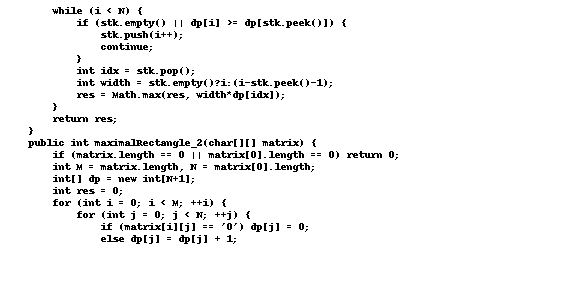 while (i < N) {
if (stk.empty() || dp[i] >= dp[stk.peek()]) {
stk.push(i++);
continue;
}
int idx = stk.pop();
int width = stk.empty()?i:(i-stk.peek()-1);
res = Math.max(res, width*dp[idx]);
}
return res;
}
public int maximalRectangle_2(char[][] matrix) {
if (matrix.length == 0 || matrix[0].length == 0) return 0;
int M = matrix.length, N = matrix[0].length;
int[] dp = new int[N+1];
int res = 0;
for (int i = 0; i < M; ++i) {
for (int j = 0; j < N; ++j) {
if (matrix[i][j] == '0') dp[j] = 0;
else dp[j] = dp[j] + 1;